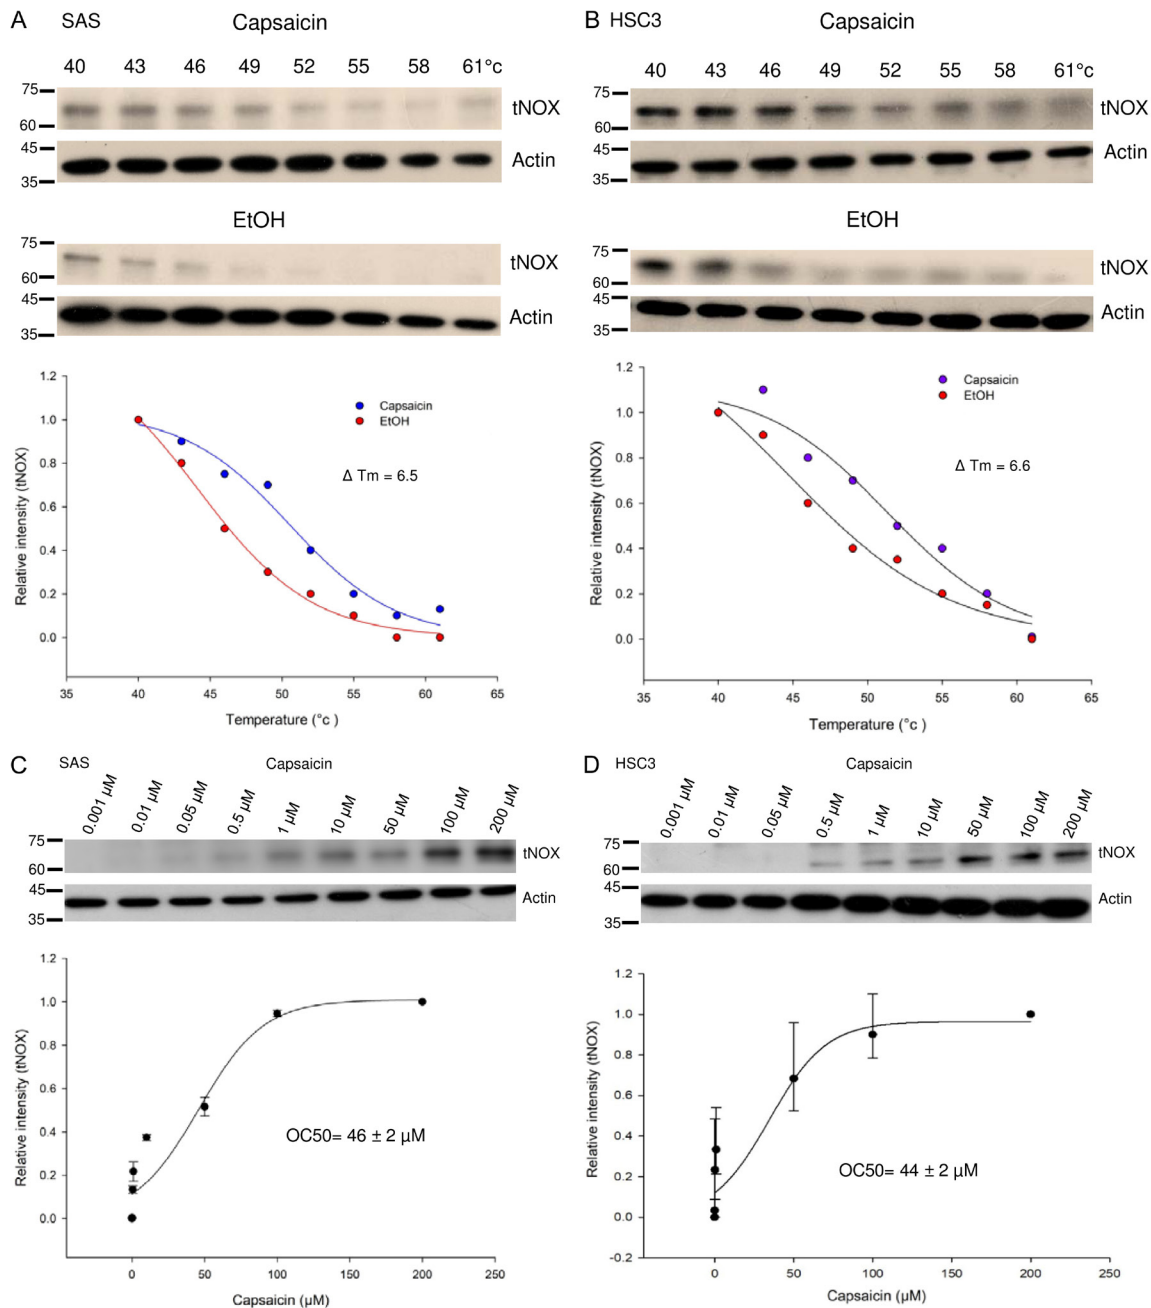 A SAS Capsaicin
40 43 46 49 52 55 58 61°c
75
60
tNOX
45
35
Actin
EtOH
75
60
tNOX
45
35
Actin
1.2
1.0
0.8
0.6
0.4
0.2
0.0
Relative intensity (tNOX)
Capsaicin
EtOH
Δ Tm = 6.5
35 40 45 50 55 60 65
Temperature (°c )
B HSC3 Capsaicin
40 43 46 49 52 55 58 61°c
75
60
tNOX
45
35
Actin
EtOH
75
60
tNOX
45
35
Actin
1.2
1.0
0.8
0.6
0.4
0.2
0.0
Relative intensity (tNOX)
Capsaicin
EtOH
Δ Tm = 6.6
35 40 45 50 55 60 65
Temperature (°c )
C SAS Capsaicin
0.001 µM 0.01 µM 0.05 µM 0.5 µM 1 µM 10 µM 50 µM 100 µM 200 µM
75
60
tNOX
45
35
Actin
1.2
1.0
0.8
0.6
0.4
0.2
0.0
Relative intensity (tNOX)
OC50= 46 ± 2 µM
0 50 100 150 200 250
Capsaicin (µM)
D HSC3 Capsaicin
0.001 µM 0.01 µM 0.05 µM 0.5 µM 1 µM 10 µM 50 µM 100 µM 200 µM
75
60
tNOX
45
35
Actin
1.2
1.0
0.8
0.6
0.4
0.2
0.0
-0.2
Relative intensity (tNOX)
OC50= 44 ± 2 µM
0 50 100 150 200 250
Capsaicin (µM)